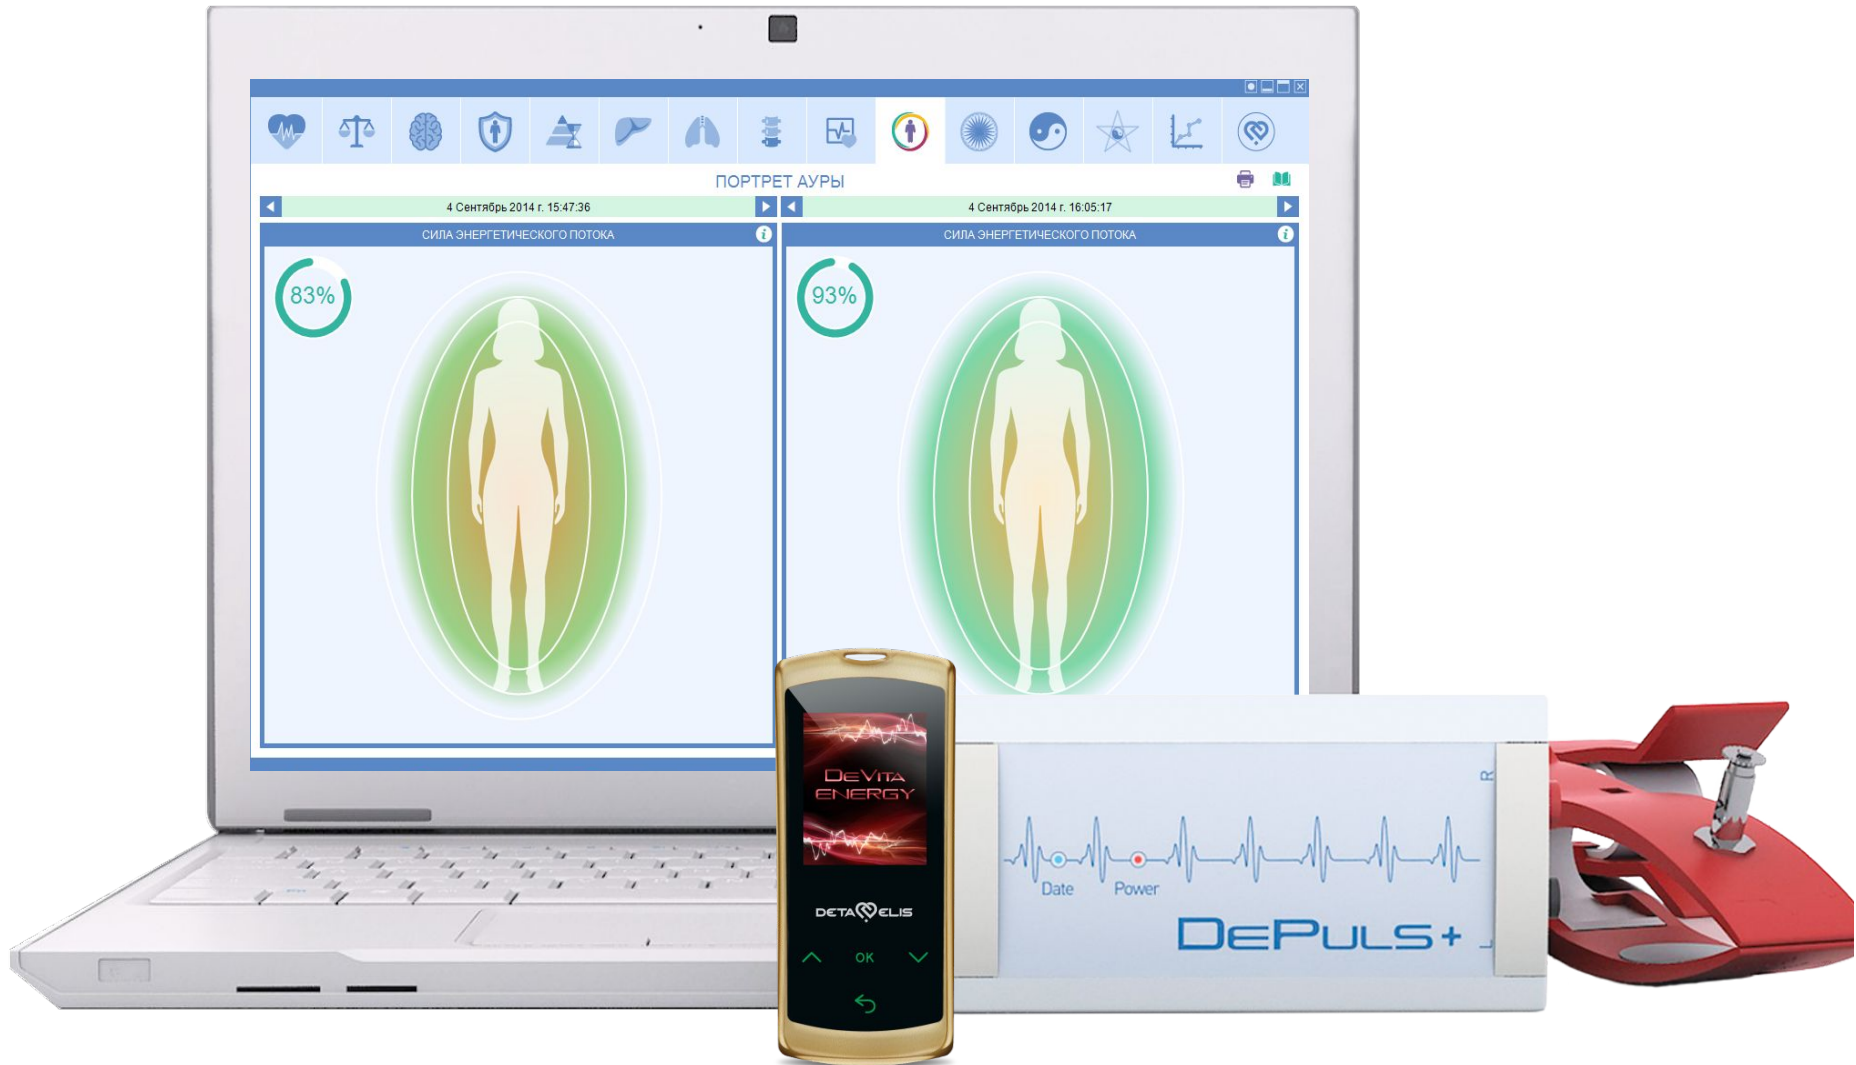 ПОРТРЕТ АУРЫ
4 Сентябрь 2014 г. 15:47:36
4 Сентябрь 2014 г. 16:05:17
СИЛА ЭНЕРГЕТИЧЕСКОГО ПОТОКА
СИЛА ЭНЕРГЕТИЧЕСКОГО ПОТОКА
83%
93%
DEVITA
ENERGY
DETA ELIS
OK
R
Date
Power
DEPULS+
L